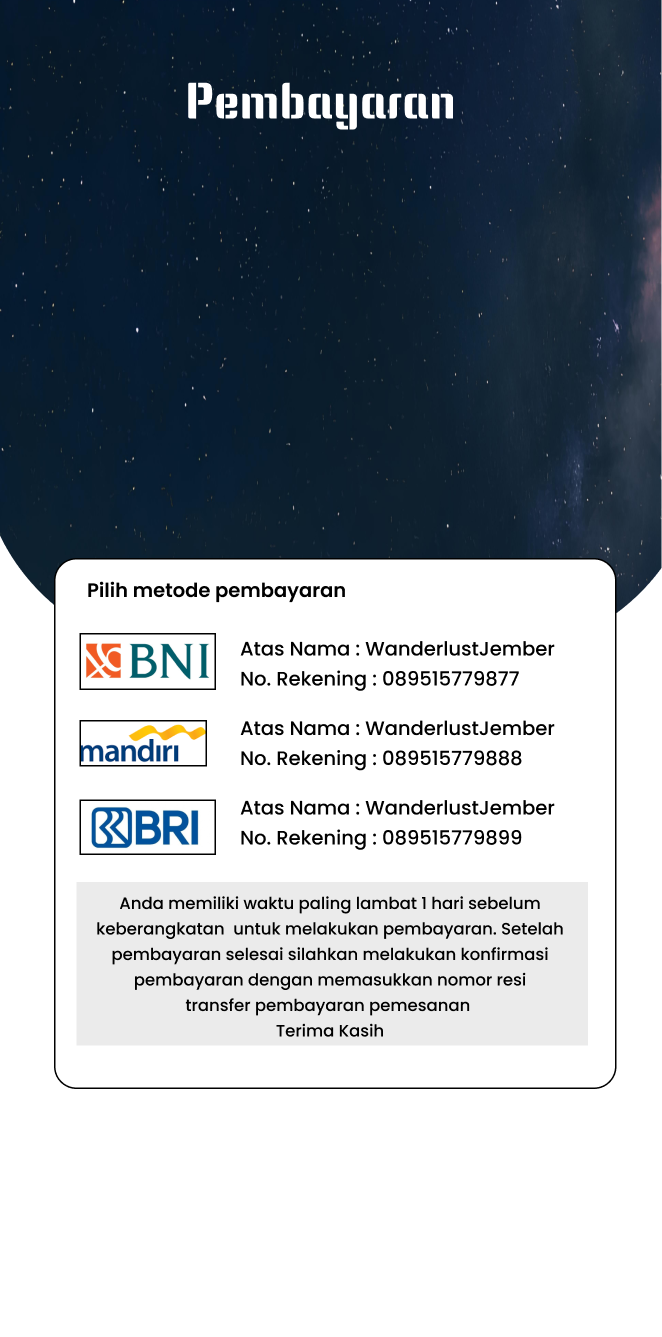 Pembayaran
Pilih metode pembayaran
BNI
Atas Nama : WanderlustJember
No. Rekening : 089515779877
mandiri
Atas Nama : WanderlustJember
No. Rekening : 089515779888
BRI
Atas Nama : WanderlustJember
No. Rekening : 089515779899
Anda memiliki waktu paling lambat 1 hari sebelum
keberangkatan  untuk melakukan pembayaran. Setelah
pembayaran selesai silahkan melakukan konfirmasi
pembayaran dengan memasukkan nomor resi
transfer pembayaran pemesanan
Terima Kasih